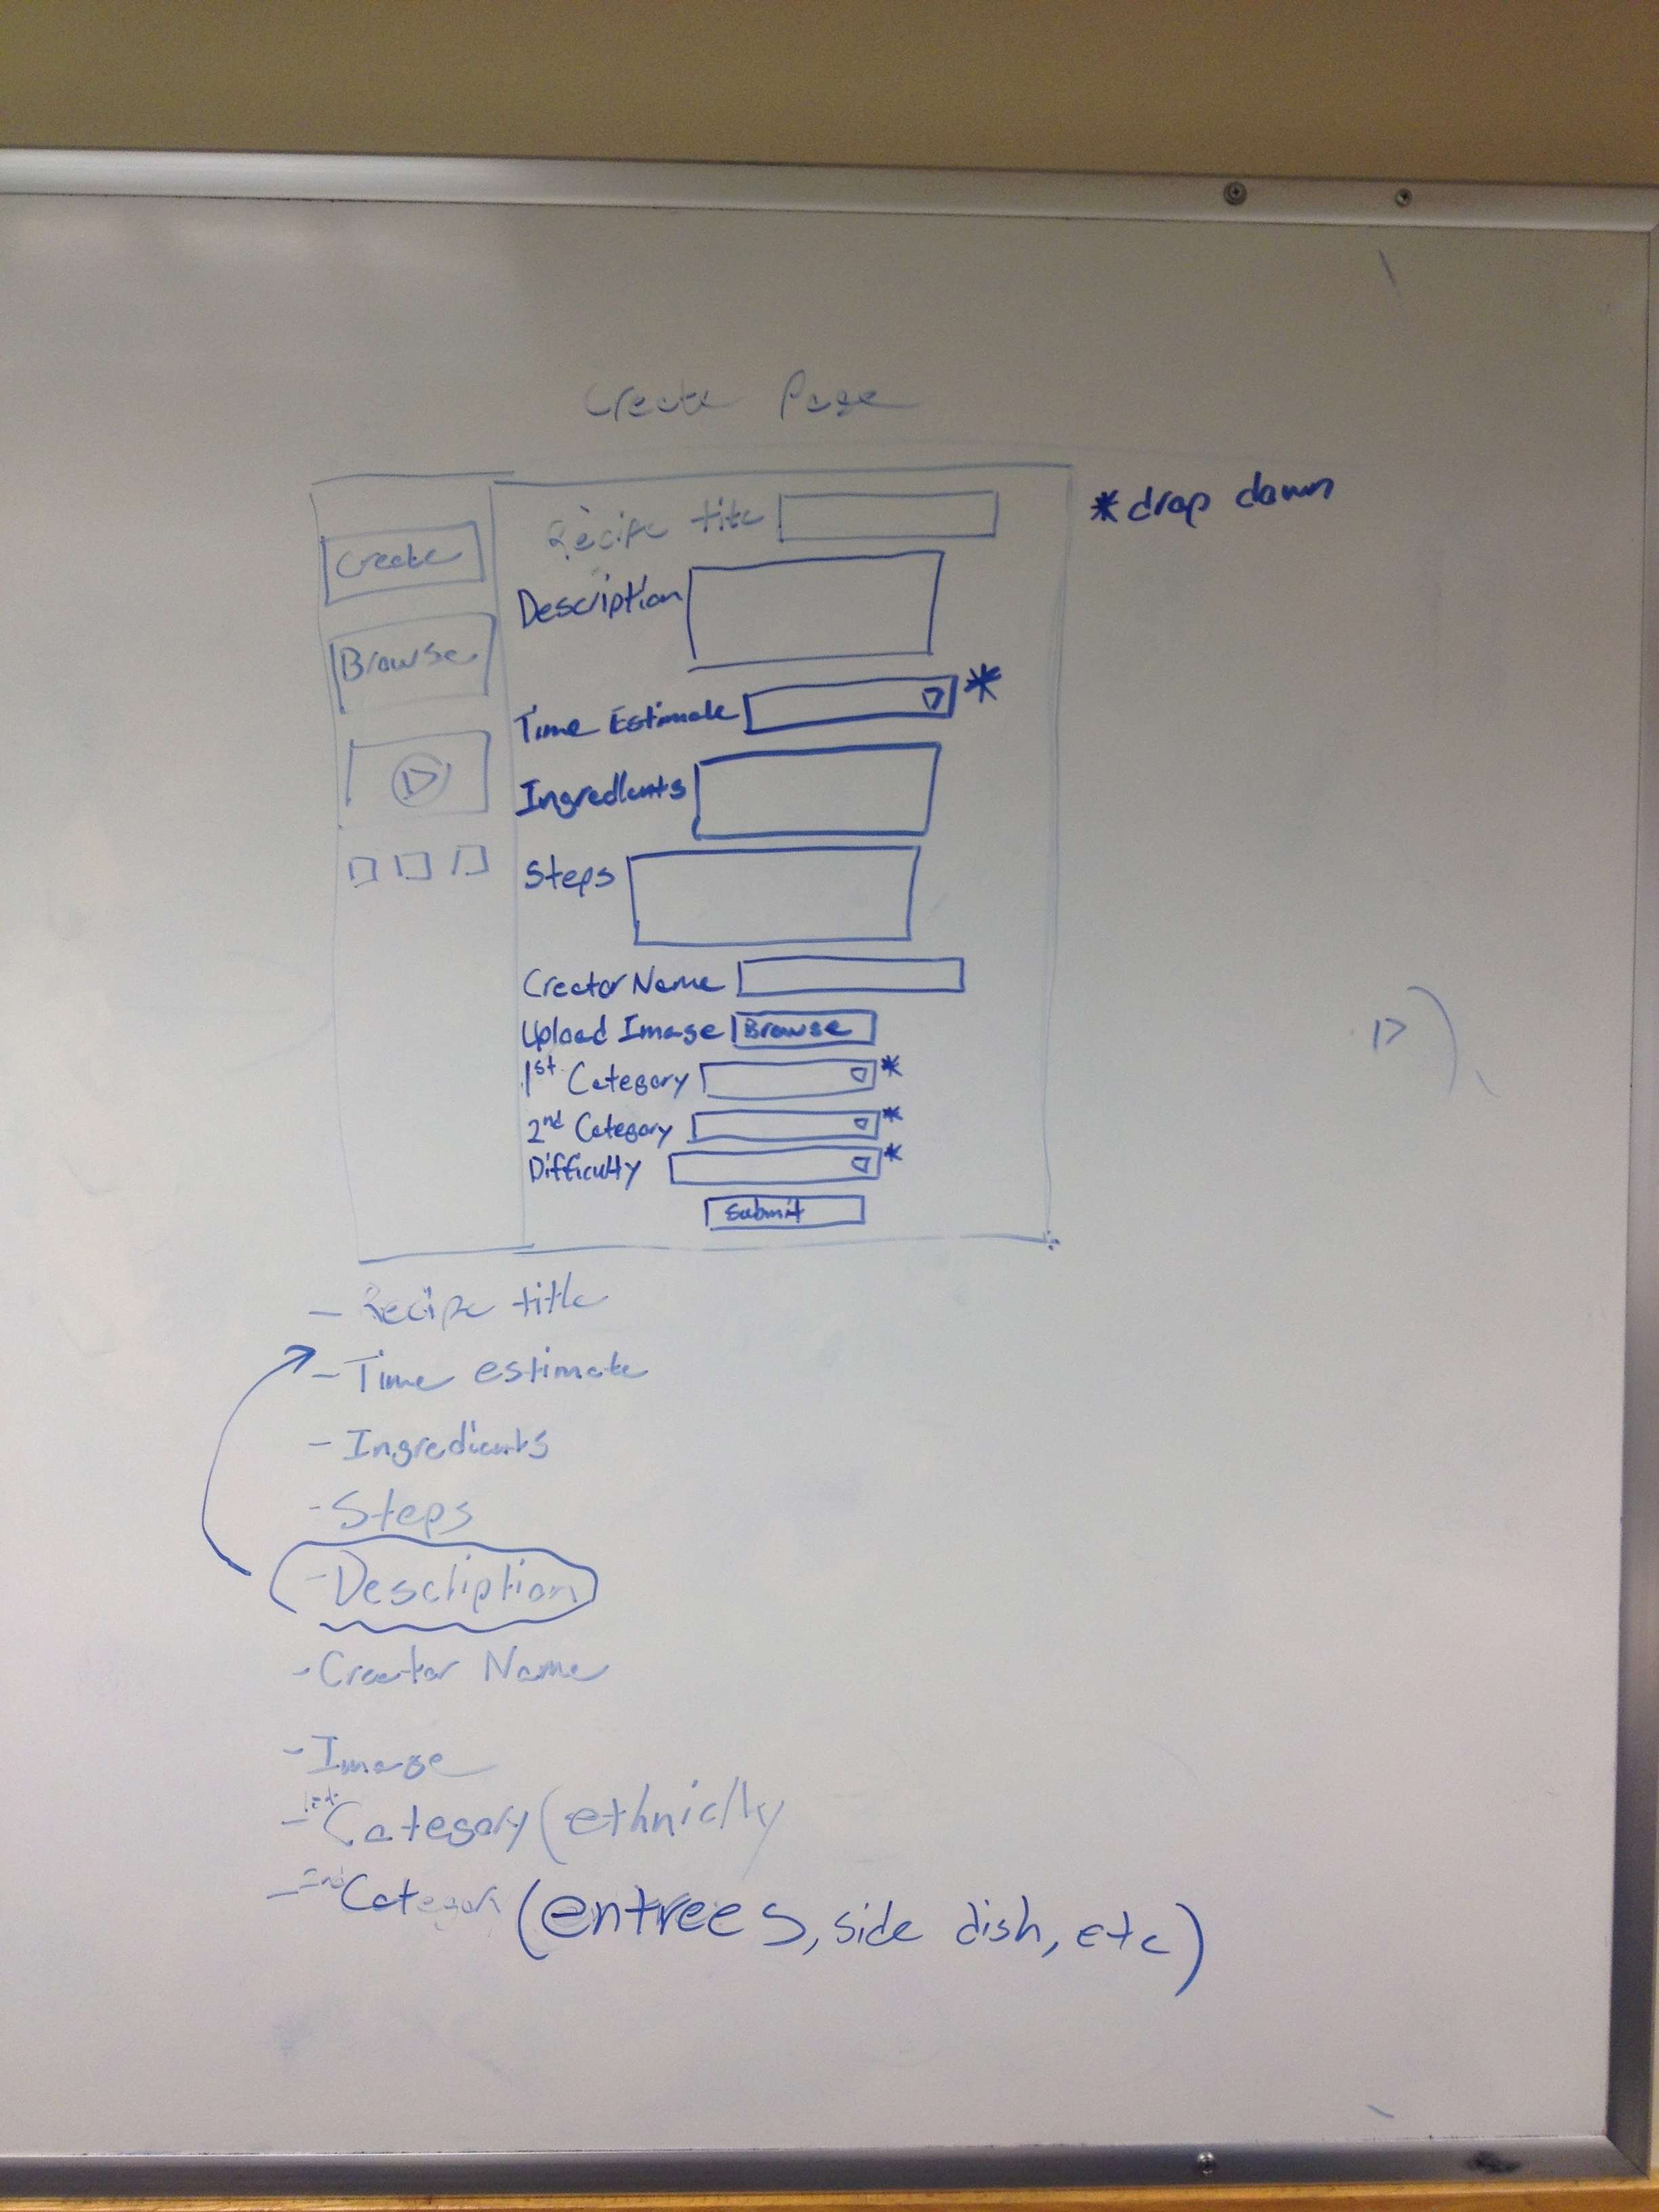 Create Page
* drop down
Create
Browse
Recipe title
Description
Time Estimate *
Ingredients
Steps
Creator Name
Upload Image Browse
1st Category *
2nd Category *
Difficulty *
Submit
- Recipe title
- Time estimate
- Ingredients
- Steps
- Description
- Creator Name
- Image
- 1st Category (ethnicity
- 2nd Category (entrees, side dish, etc)